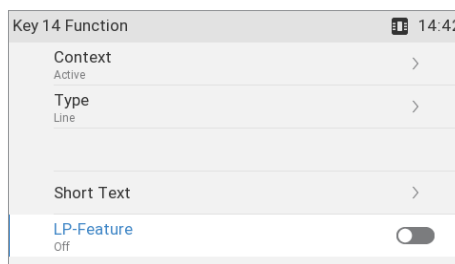 Key 14 Function 14:42
Context
Active
Type
Line
Short Text
LP-Feature
Off